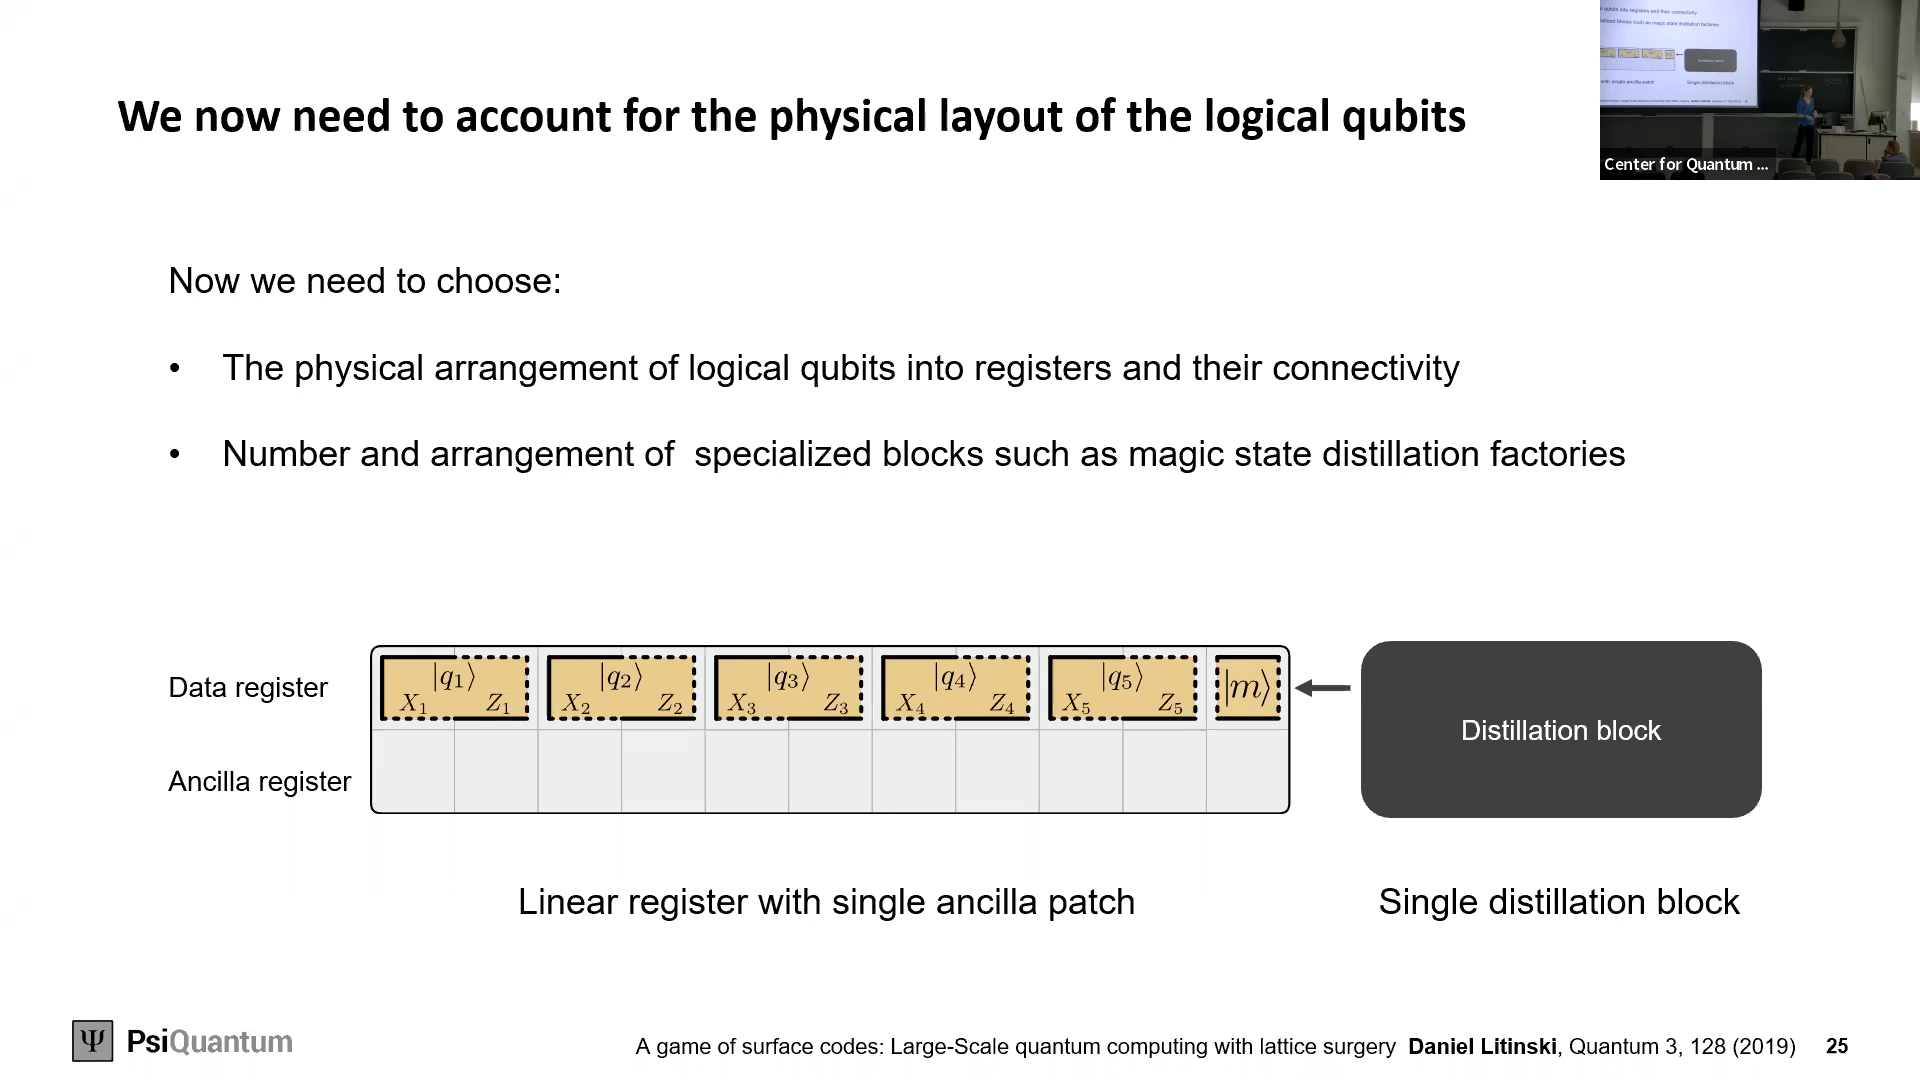 We now need to account for the physical layout of the logical qubits
Center for Quantum ...
Now we need to choose:
• The physical arrangement of logical qubits into registers and their connectivity
• Number and arrangement of  specialized blocks such as magic state distillation factories
Data register
|q₁⟩ X₁ Z₁ |q₂⟩ X₂ Z₂ |q₃⟩ X₃ Z₃ |q₄⟩ X₄ Z₄ |q₅⟩ X₅ Z₅ |m⟩
Distillation block
Ancilla register
Linear register with single ancilla patch
Single distillation block
Ψ PsiQuantum
A game of surface codes: Large-Scale quantum computing with lattice surgery Daniel Litinski, Quantum 3, 128 (2019) 25